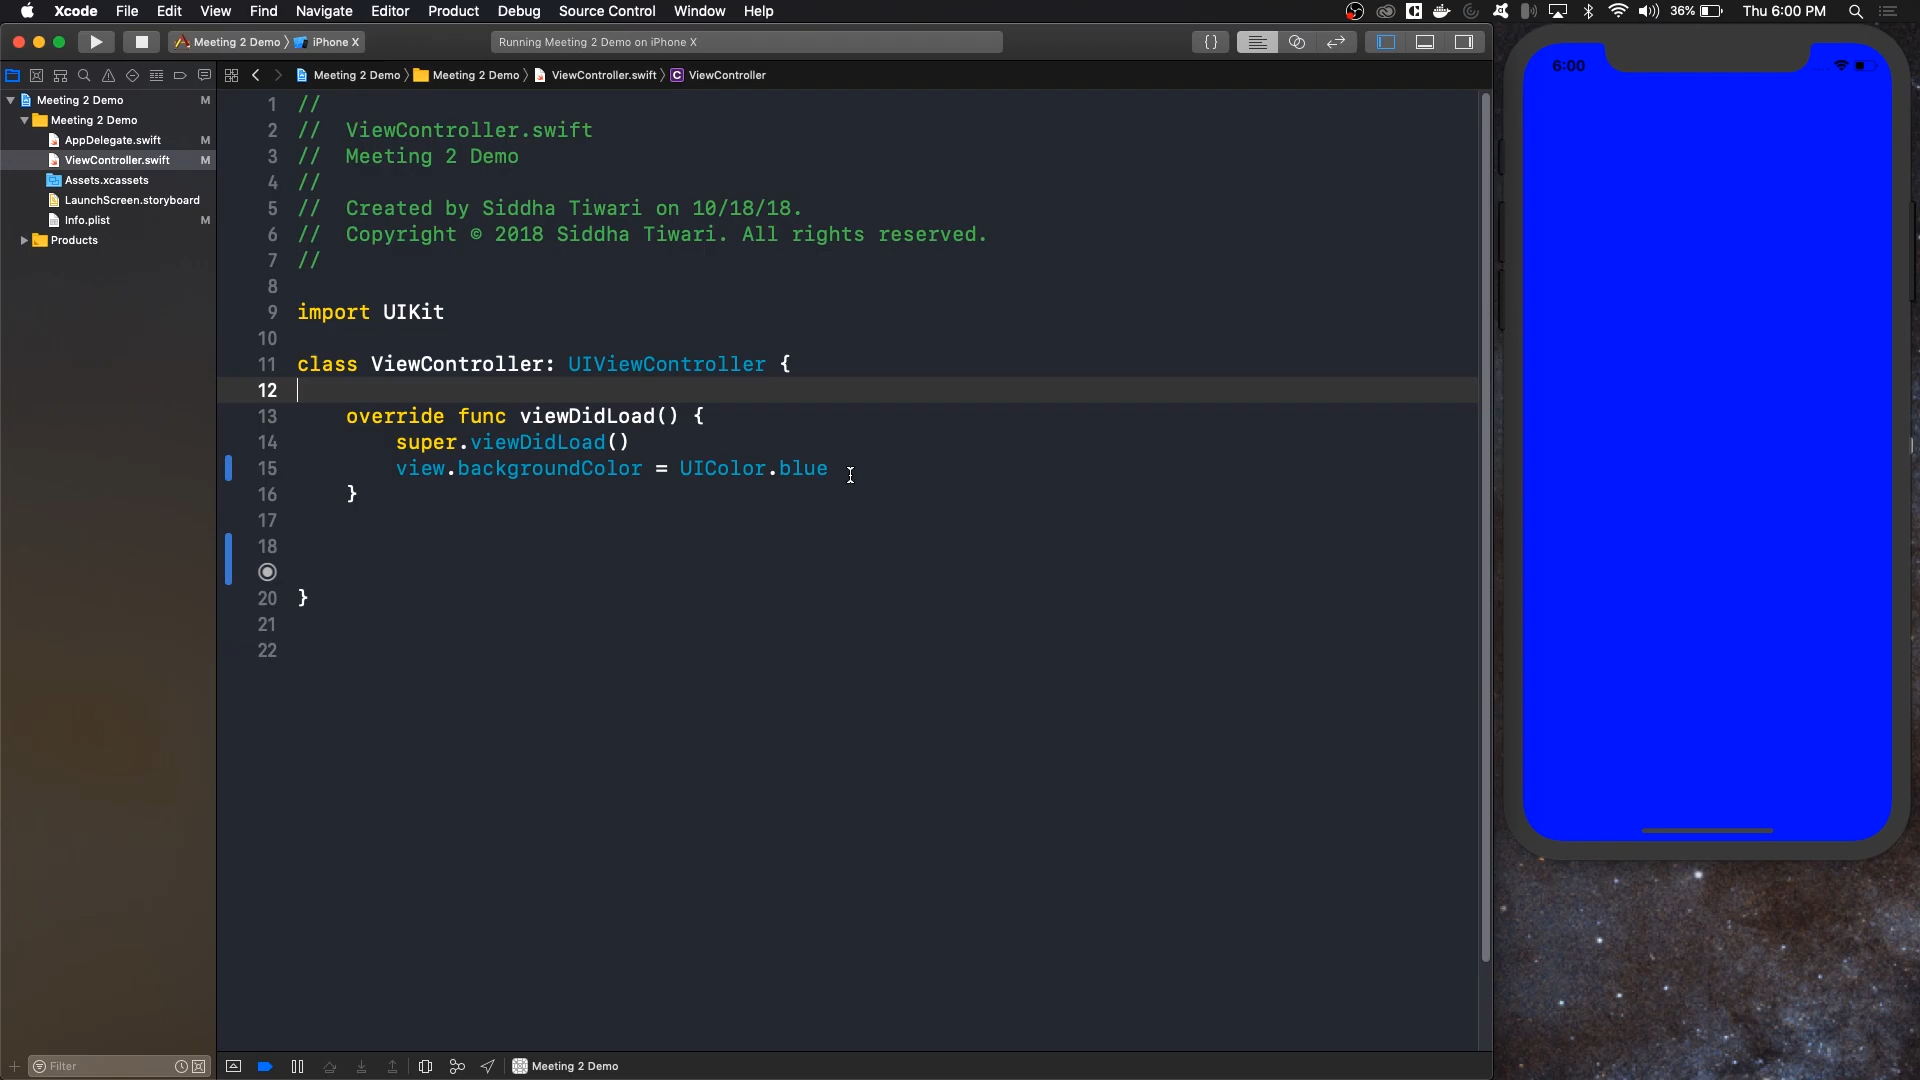 Xcode File Edit View Find Navigate Editor Product Debug Source Control Window Help 36% Thu 6:00 PM
Meeting 2 Demo iPhone X Running Meeting 2 Demo on iPhone X {}
Meeting 2 Demo Meeting 2 Demo ViewController.swift C ViewController
6:00
Meeting 2 Demo M
Meeting 2 Demo
AppDelegate.swift M
ViewController.swift M
Assets.xcassets
LaunchScreen.storyboard
Info.plist M
Products
1 //
2 // ViewController.swift
3 // Meeting 2 Demo
4 //
5 // Created by Siddha Tiwari on 10/18/18.
6 // Copyright © 2018 Siddha Tiwari. All rights reserved.
7 //
8
9 import UIKit
10
11 class ViewController: UIViewController {
12
13 override func viewDidLoad() {
14 super.viewDidLoad()
15 view.backgroundColor = UIColor.blue
16 }
17
18
20 }
21
22
Filter
Meeting 2 Demo